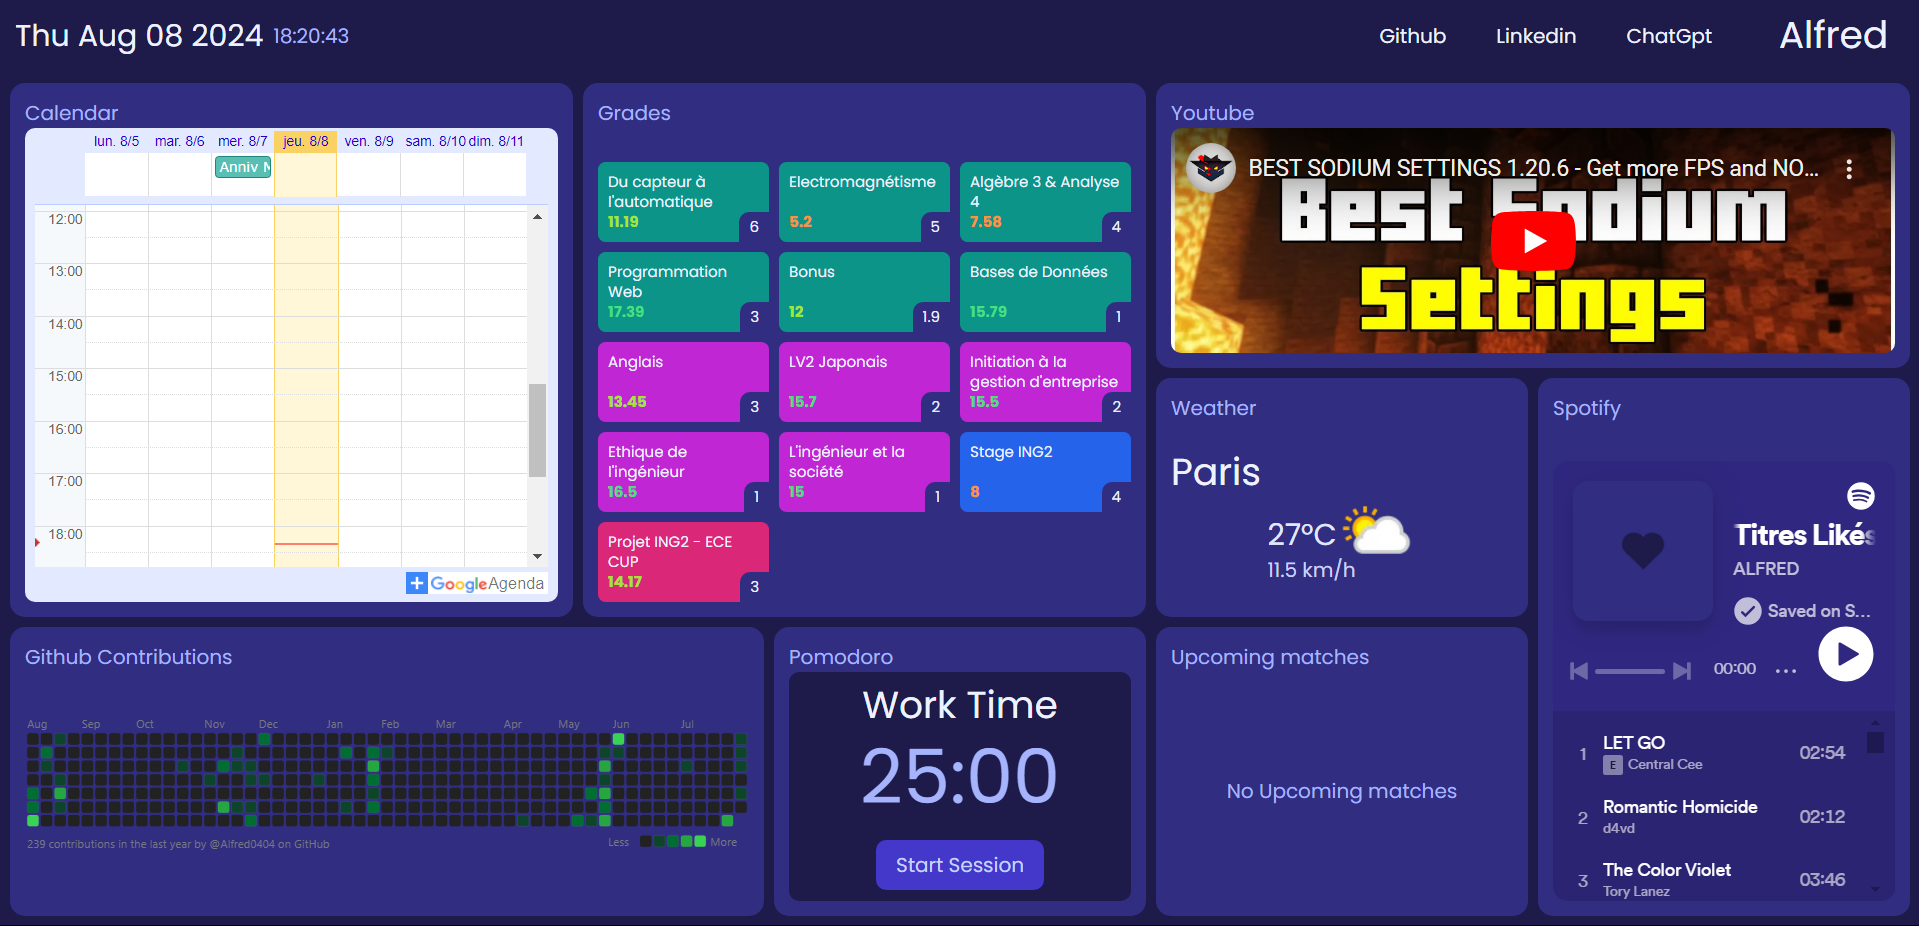 Thu Aug 08 2024 18:20:43
Github Linkedin ChatGpt Alfred
Calendar
lun. 8/5 mar. 8/6 mer. 8/7 jeu. 8/8 ven. 8/9 sam. 8/10 dim. 8/11
Anniv
12:00
13:00
14:00
15:00
16:00
17:00
18:00
GoogleAgenda
Grades
Du capteur à
l'automatique
11.19
6
Electromagnétisme
5.2
5
Algèbre 3 & Analyse
4
7.58
4
Programmation
Web
17.39
3
Bonus
12
1.9
Bases de Données
15.79
1
Anglais
13.45
3
LV2 Japonais
15.7
2
Initiation à la
gestion d'entreprise
15.5
2
Ethique de
l'ingénieur
16.5
1
L'ingénieur et la
société
15
1
Stage ING2
8
4
Projet ING2 - ECE
CUP
14.17
3
Youtube
BEST SODIUM SETTINGS 1.20.6 - Get more FPS and NO...
Best Sodium
Settings
Weather
Paris
27°C
11.5 km/h
Spotify
Titres Likés
ALFRED
Saved on S...
00:00
1 LET GO 02:54
E Central Cee
2 Romantic Homicide 02:12
d4vd
3 The Color Violet 03:46
Tory Lanez
Github Contributions
Aug Sep Oct Nov Dec Jan Feb Mar Apr May Jun Jul
239 contributions in the last year by @Alfred0404 on GitHub
Less More
Pomodoro
Work Time
25:00
Start Session
Upcoming matches
No Upcoming matches